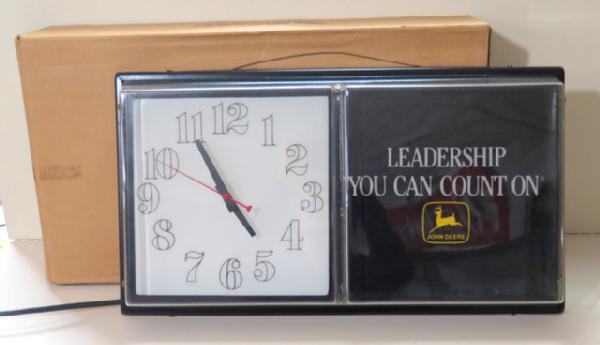 11 12 1
10 2
9 3
8 4
7 6 5
LEADERSHIP
YOU CAN COUNT ON
JOHN DEERE